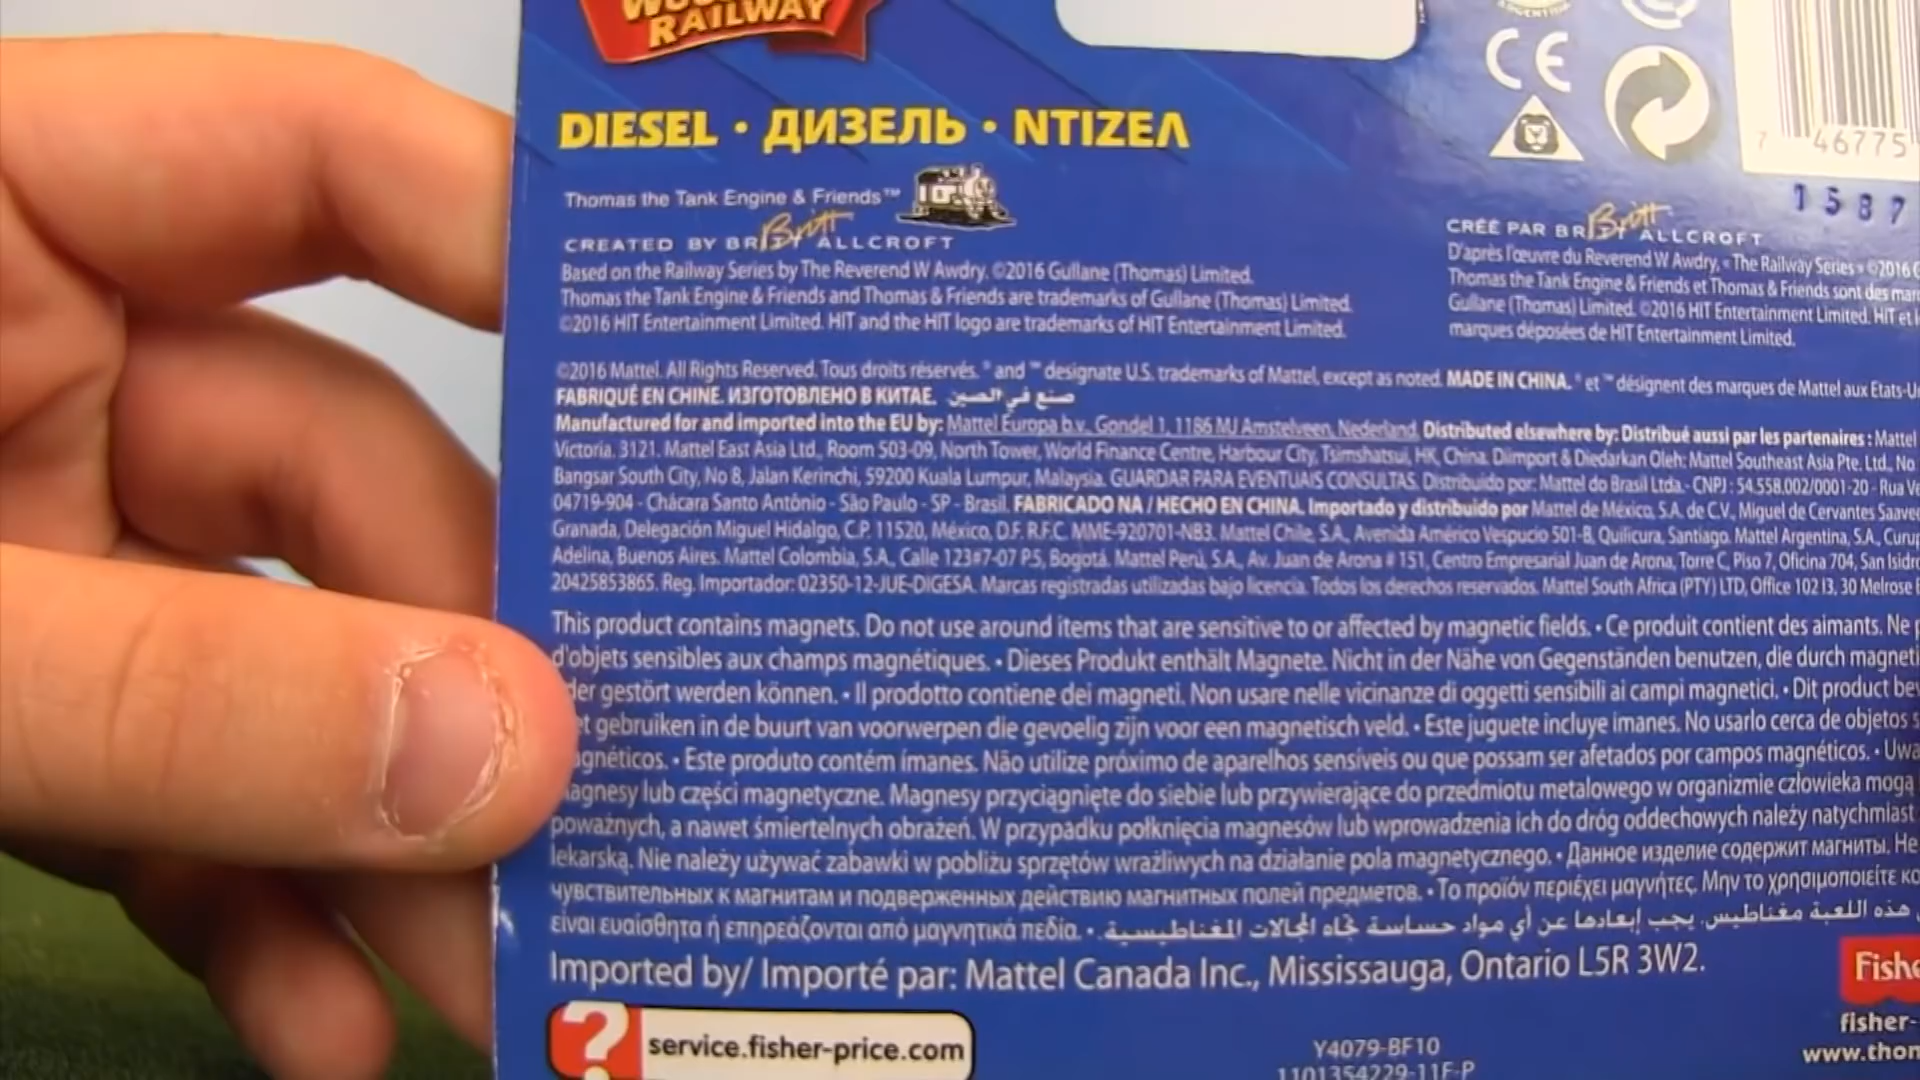 RAILWAY
CE
7 46775
1587
DIESEL • ДИЗЕЛЬ • ΝΤΙΖΕΛ
Thomas the Tank Engine & Friends™
CREATED BY BRITT ALLCROFT
Based on the Railway Series by The Reverend W Awdry. ©2016 Gullane (Thomas) Limited.
Thomas the Tank Engine & Friends and Thomas & Friends are trademarks of Gullane (Thomas) Limited.
©2016 HIT Entertainment Limited. HIT and the HIT logo are trademarks of HIT Entertainment Limited.
CRÉÉ PAR BRITT ALLCROFT
D'après l'œuvre du Reverend W Awdry, « The Railway Series » ©2016
Thomas the Tank Engine & Friends et Thomas & Friends sont des
Gullane (Thomas) Limited. ©2016 HIT Entertainment Limited. HIT et
marques déposées de HIT Entertainment Limited.
©2016 Mattel. All Rights Reserved. Tous droits réservés. ® and ™ designate U.S. trademarks of Mattel, except as noted. MADE IN CHINA. ® et ™ désignent des marques de Mattel aux
FABRIQUÉ EN CHINE. ИЗГОТОВЛЕНО В КИТАЕ. صنع في الصين
Manufactured for and imported into the EU by: Mattel Europa b.v., Gondel 1, 1186 MJ Amstelveen, Nederland. Distributed elsewhere by: Distribué aussi par les partenaires : Mattel
Victoria. 3121. Mattel East Asia Ltd., Room 503-09, North Tower, World Finance Centre, Harbour City, Tsimshatsui, HK, China. Diimport & Diedarkan Oleh: Mattel Southeast Asia Pte. Ltd., No
Bangsar South City, No 8, Jalan Kerinchi, 59200 Kuala Lumpur, Malaysia. GUARDAR PARA EVENTUAIS CONSULTAS. Distribuido por: Mattel do Brasil Ltda.- CNPJ : 54.558.002/0001-20 - Rua
04719-904 - Chácara Santo Antônio - São Paulo - SP - Brasil. FABRICADO NA / HECHO EN CHINA. Importado y distribuido por Mattel de México, S.A. de C.V., Miguel de Cervantes
Granada, Delegación Miguel Hidalgo, C.P. 11520, México, D.F. R.F.C. MME-920701-NB3. Mattel Chile, S.A., Avenida Américo Vespucio 501-B, Quilicura, Santiago. Mattel Argentina, S.A.,
Adelina, Buenos Aires. Mattel Colombia, S.A., Calle 123#7-07 P.5, Bogotá. Mattel Perú, S.A., Av. Juan de Arona # 151, Centro Empresarial Juan de Arona, Torre C, Piso 7, Oficina 704, San
20425853865. Reg. Importador: 02350-12-JUE-DIGESA. Marcas registradas utilizadas bajo licencia. Todos los derechos reservados. Mattel South Africa (PTY) LTD, Office 102 I3, 30 Melrose
This product contains magnets. Do not use around items that are sensitive to or affected by magnetic fields. • Ce produit contient des aimants. Ne
d'objets sensibles aux champs magnétiques. • Dieses Produkt enthält Magnete. Nicht in der Nähe von Gegenständen benutzen, die durch
der gestört werden können. • Il prodotto contiene dei magneti. Non usare nelle vicinanze di oggetti sensibili ai campi magnetici. • Dit product
gebruiken in de buurt van voorwerpen die gevoelig zijn voor een magnetisch veld. • Este juguete incluye imanes. No usarlo cerca de objetos
gnéticos. • Este produto contém ímanes. Não utilize próximo de aparelhos sensíveis ou que possam ser afetados por campos magnéticos. •
agnesy lub części magnetyczne. Magnesy przyciągnięte do siebie lub przywierające do przedmiotu metalowego w organizmie człowieka mogą
poważnych, a nawet śmiertelnych obrażeń. W przypadku połknięcia magnesów lub wprowadzenia ich do dróg oddechowych należy natychmiast
lekarską. Nie należy używać zabawki w pobliżu sprzętów wrażliwych na działanie pola magnetycznego. • Данное изделие содержит магниты. Не
чувствительных к магнитам и подверженных действию магнитных полей предметов. • Το προϊόν περιέχει μαγνήτες. Μην το χρησιμοποιείτε
είναι ευαίσθητα ή επηρεάζονται από μαγνητικά πεδία. • هذه اللعبة مغناطيس. يجب إبعادها عن أي مواد حساسة تجاه المجالات المغناطيسية.
Imported by/ Importé par: Mattel Canada Inc., Mississauga, Ontario L5R 3W2.
Fishe
fisher-
www.thom
? service.fisher-price.com
Y4079-BF10
1101354229-11F-P